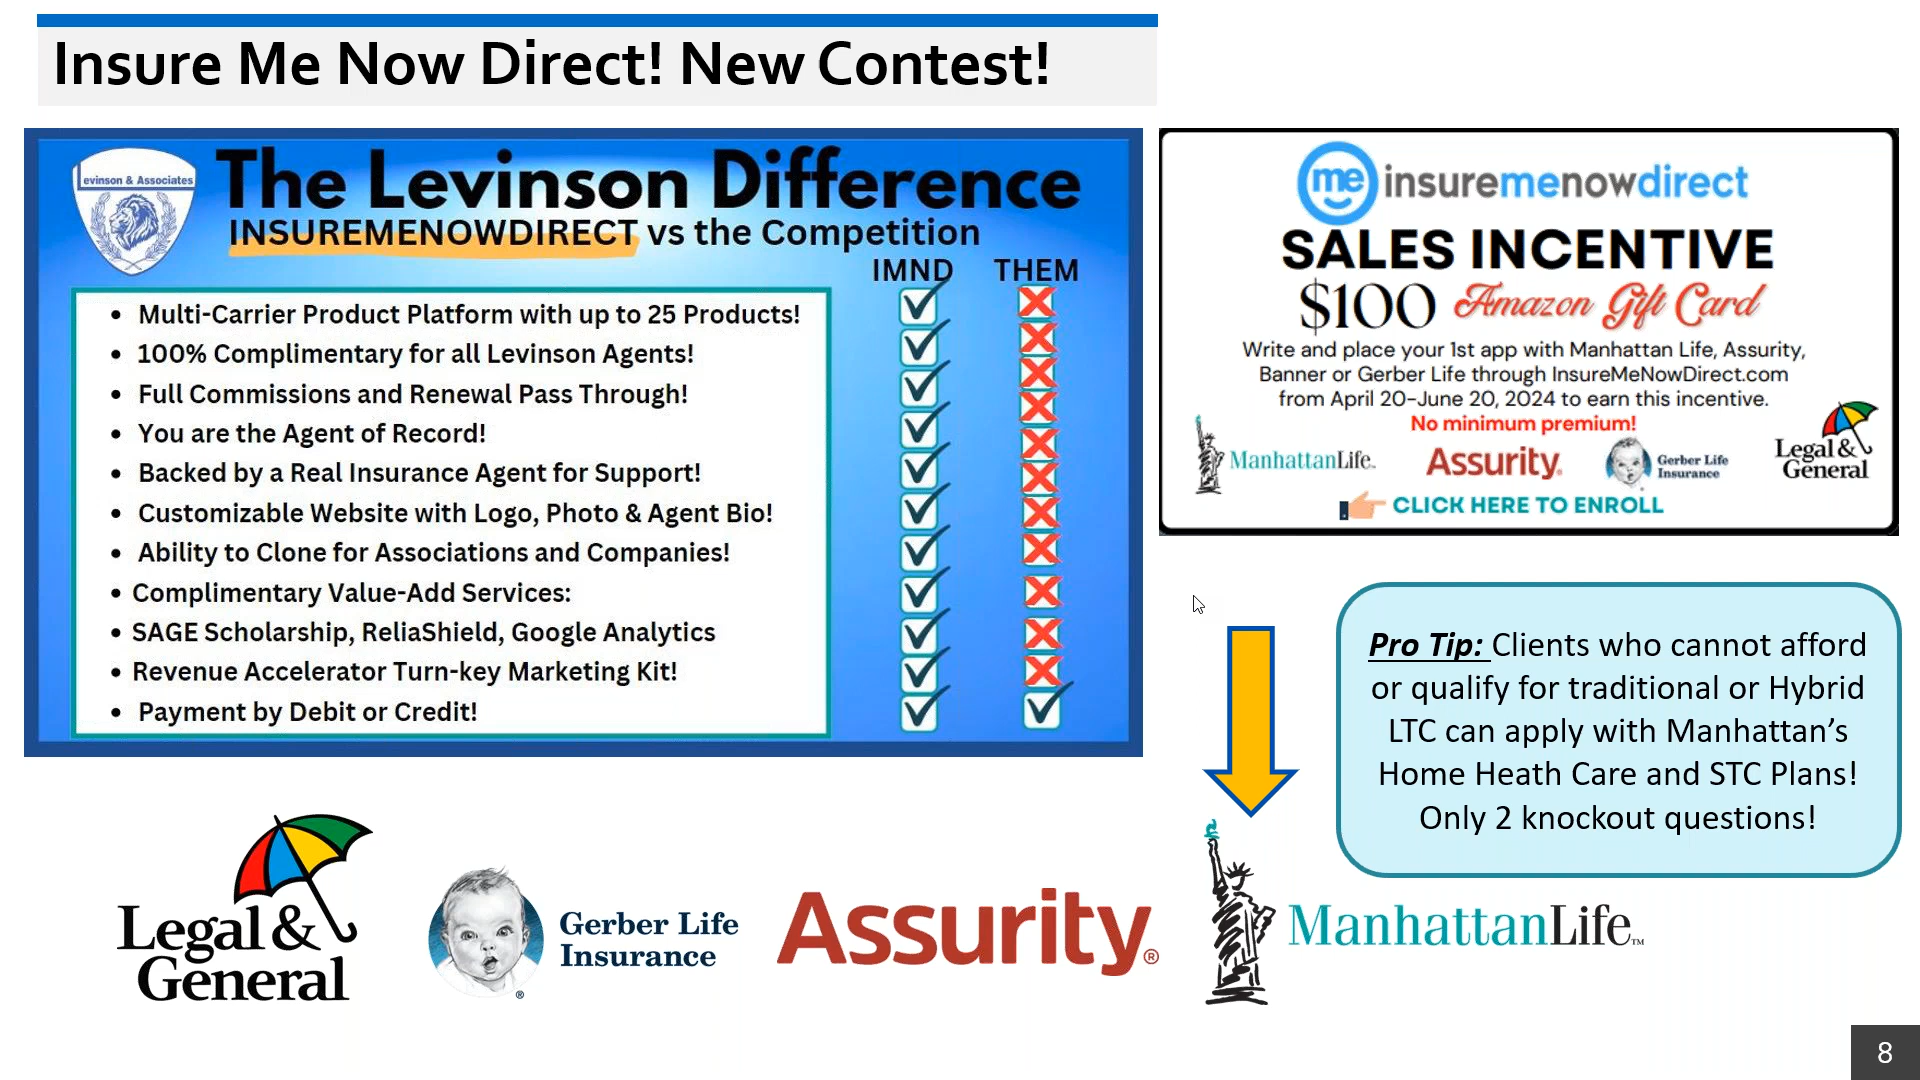 Insure Me Now Direct! New Contest!
evinson & Associates
The Levinson Difference
INSUREMENOWDIRECT vs the Competition
IMND THEM
• Multi-Carrier Product Platform with up to 25 Products!
• 100% Complimentary for all Levinson Agents!
• Full Commissions and Renewal Pass Through!
• You are the Agent of Record!
• Backed by a Real Insurance Agent for Support!
• Customizable Website with Logo, Photo & Agent Bio!
• Ability to Clone for Associations and Companies!
• Complimentary Value-Add Services:
• SAGE Scholarship, ReliaShield, Google Analytics
• Revenue Accelerator Turn-key Marketing Kit!
• Payment by Debit or Credit!
me insuremenowdirect
SALES INCENTIVE
$100 Amazon Gift Card
Write and place your 1st app with Manhattan Life, Assurity,
Banner or Gerber Life through InsureMeNowDirect.com
from April 20-June 20, 2024 to earn this incentive.
No minimum premium!
ManhattanLife™
Assurity®
Gerber Life
Insurance
Legal &
General
CLICK HERE TO ENROLL
Pro Tip: Clients who cannot afford
or qualify for traditional or Hybrid
LTC can apply with Manhattan’s
Home Heath Care and STC Plans!
Only 2 knockout questions!
Legal &
General
Gerber Life
Insurance
®
Assurity®
ManhattanLife™
8